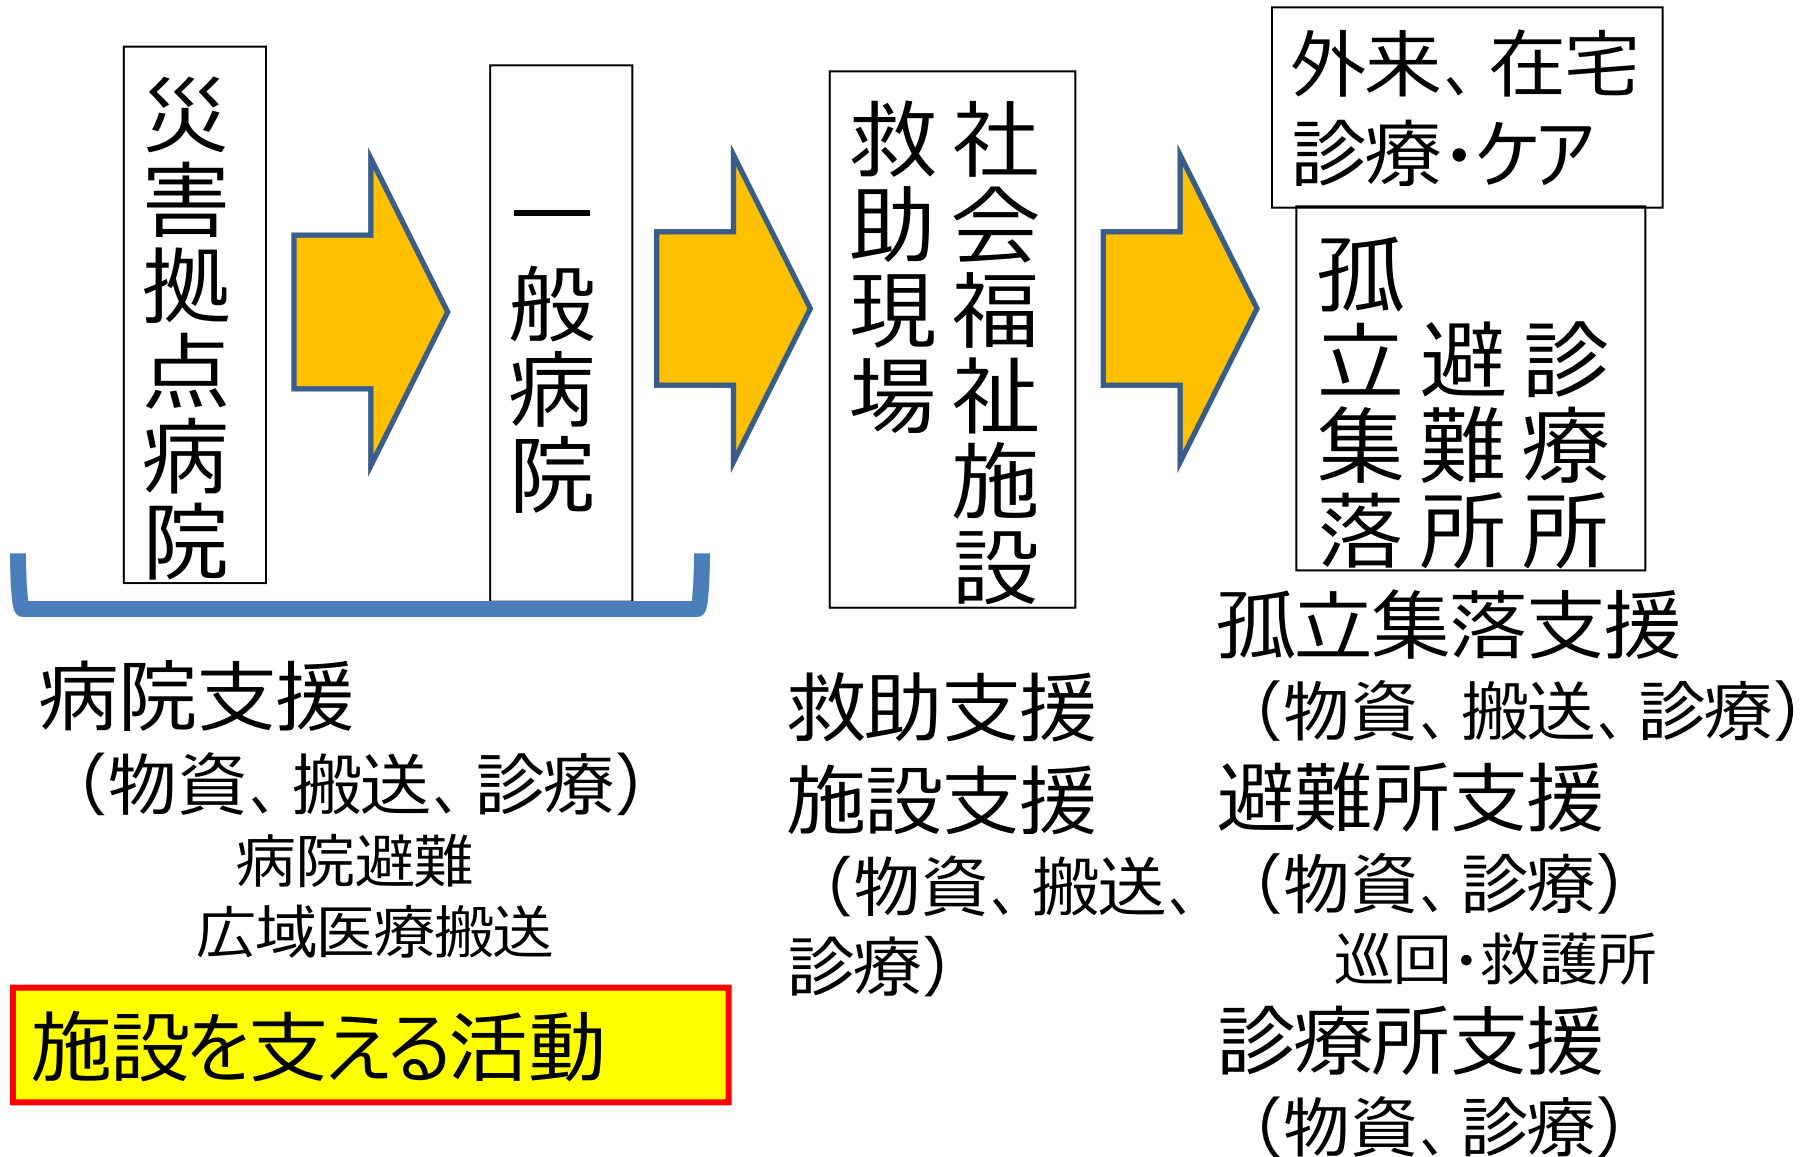 災害拠点病院
一般病院
社会福祉施設
救助現場
外来、在宅
診療・ケア
診療所
避難所
孤立集落
病院支援
（物資、搬送、診療）
病院避難
広域医療搬送
施設を支える活動
救助支援
施設支援
（物資、搬送、
診療）
孤立集落支援
（物資、搬送、診療）
避難所支援
（物資、診療）
巡回・救護所
診療所支援
（物資、診療）